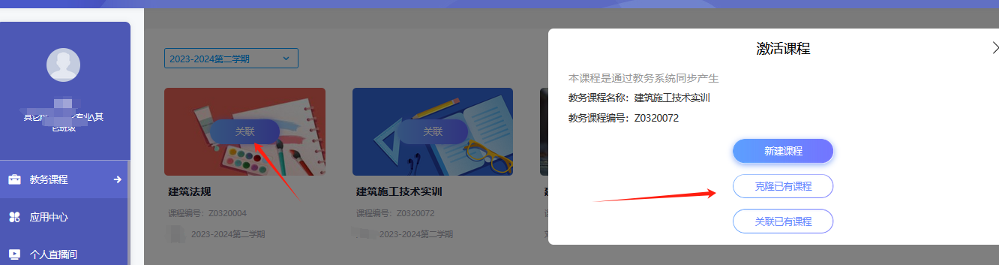 2023-2024第二学期
激活课程
本课程是通过教务系统同步产生
教务课程名称：建筑施工技术实训
教务课程编号：Z0320072
新建课程
克隆已有课程
关联已有课程
专业\其
它班级
教务课程
应用中心
个人直播间
关联
建筑法规
课程编号：Z0320004
2023-2024第二学期
关联
建筑施工技术实训
课程编号：Z0320072
2023-2024第二学期